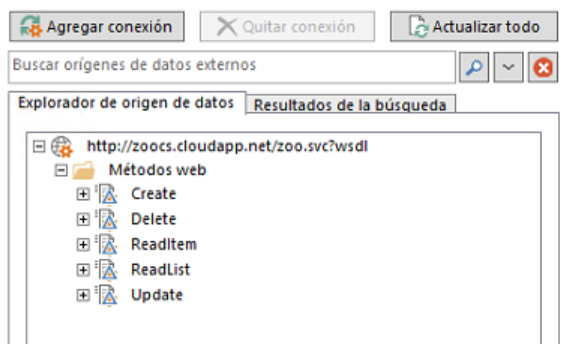 Agregar conexión Quitar conexión Actualizar todo
Buscar orígenes de datos externos
Explorador de origen de datos Resultados de la búsqueda
http://zoocs.cloudapp.net/zoo.svc?wsdl
Métodos web
Create
Delete
ReadItem
ReadList
Update